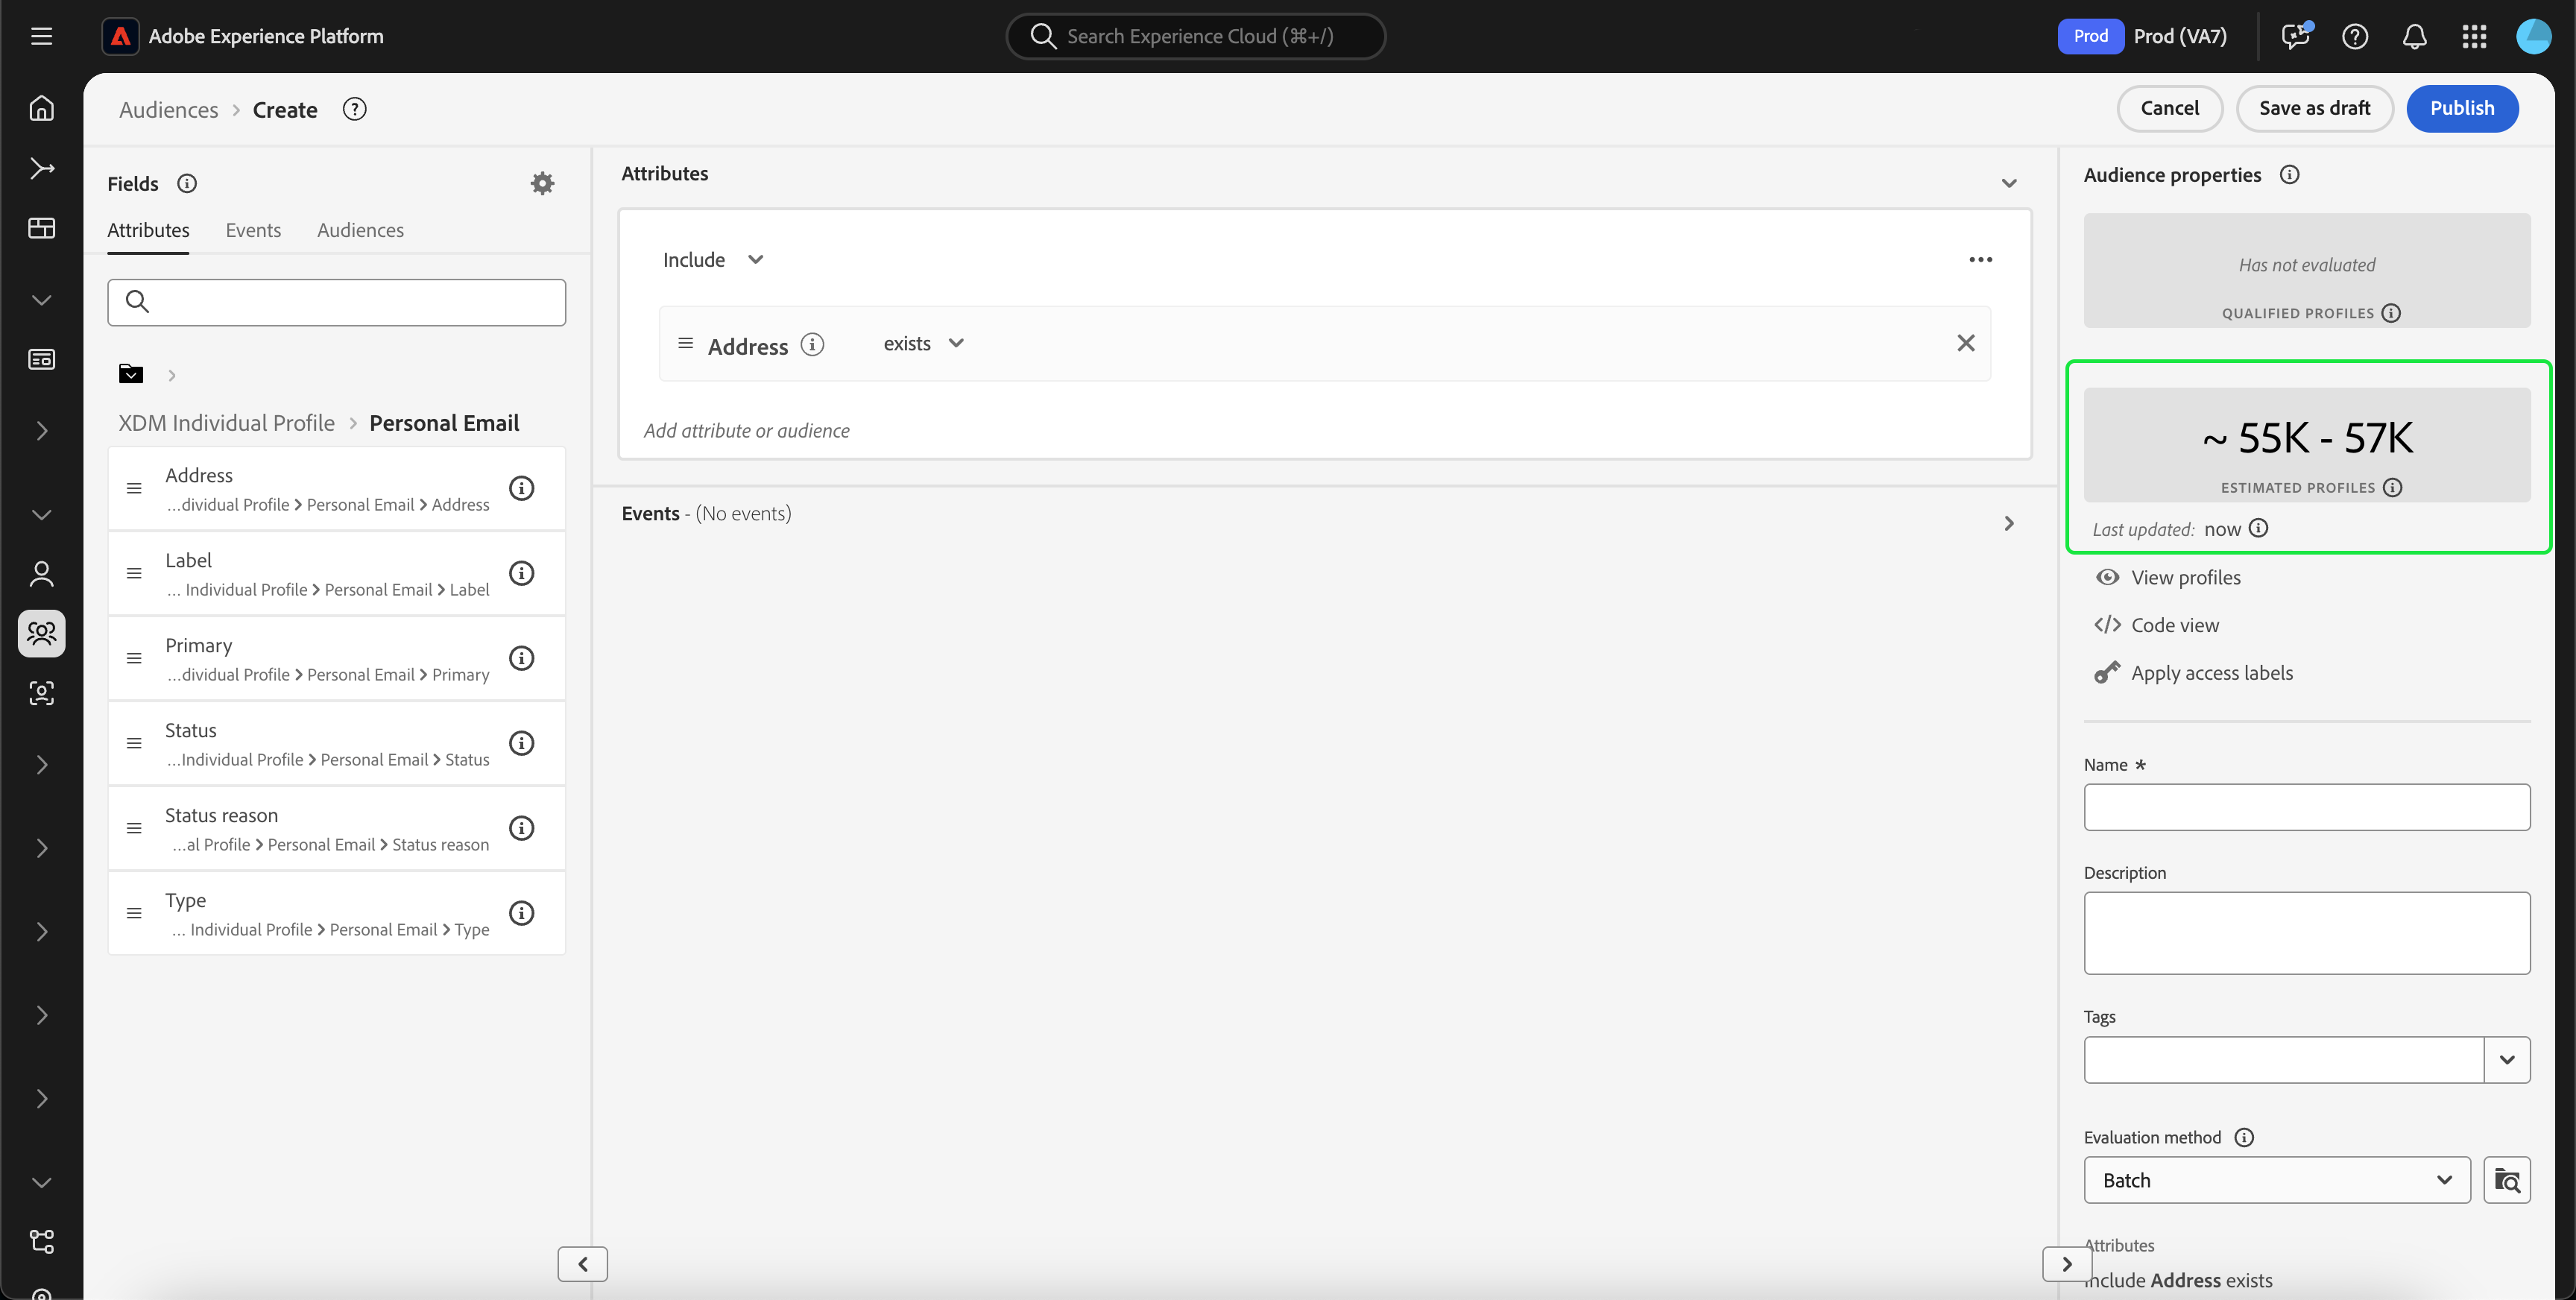 Adobe Experience Platform
Search Experience Cloud (⌘+/)
Prod
Prod (VA7)
Audiences > Create
Cancel
Save as draft
Publish
Fields
Attributes
Events
Audiences
XDM Individual Profile > Personal Email
Address
...dividual Profile > Personal Email > Address
Label
... Individual Profile > Personal Email > Label
Primary
...dividual Profile > Personal Email > Primary
Status
...Individual Profile > Personal Email > Status
Status reason
...al Profile > Personal Email > Status reason
Type
... Individual Profile > Personal Email > Type
Attributes
Include
Address
exists
Add attribute or audience
Events - (No events)
Audience properties
Has not evaluated
QUALIFIED PROFILES
~ 55K - 57K
ESTIMATED PROFILES
Last updated: now
View profiles
Code view
Apply access labels
Name *
Description
Tags
Evaluation method
Batch
Attributes
Include Address exists